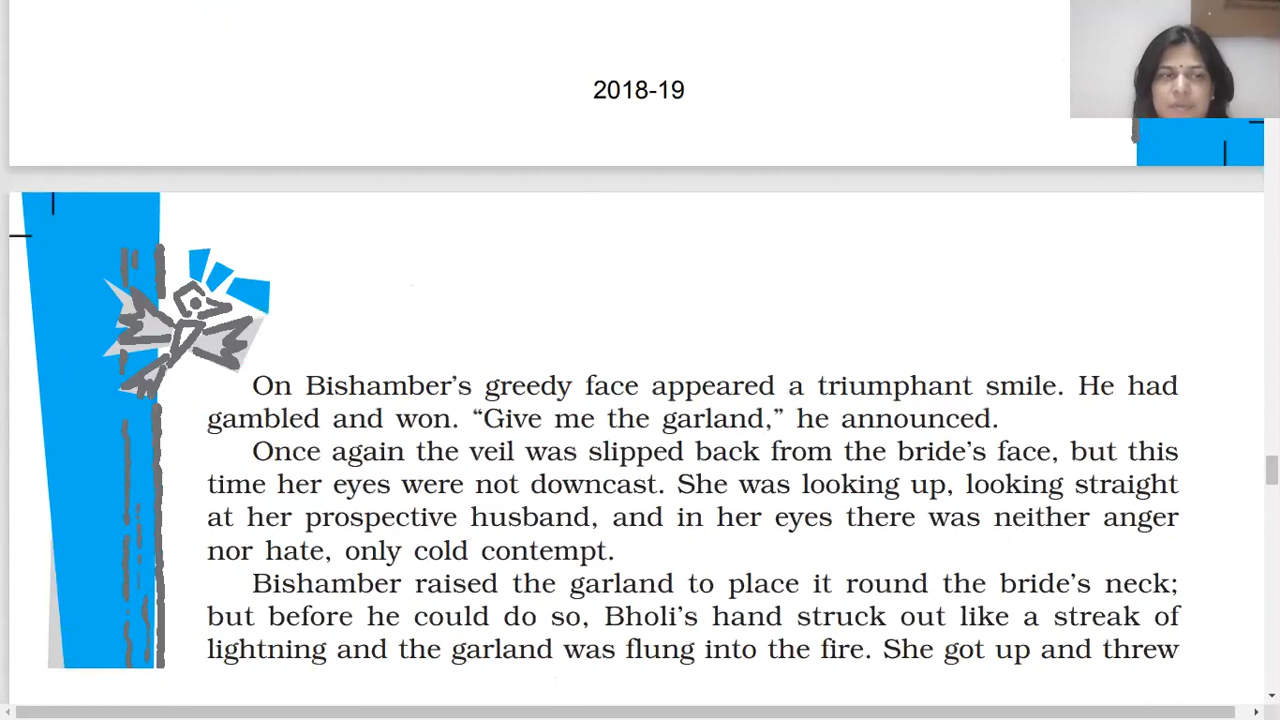 2018-19
On Bishamber’s greedy face appeared a triumphant smile. He had
gambled and won. “Give me the garland,” he announced.
Once again the veil was slipped back from the bride’s face, but this
time her eyes were not downcast. She was looking up, looking straight
at her prospective husband, and in her eyes there was neither anger
nor hate, only cold contempt.
Bishamber raised the garland to place it round the bride’s neck;
but before he could do so, Bholi’s hand struck out like a streak of
lightning and the garland was flung into the fire. She got up and threw